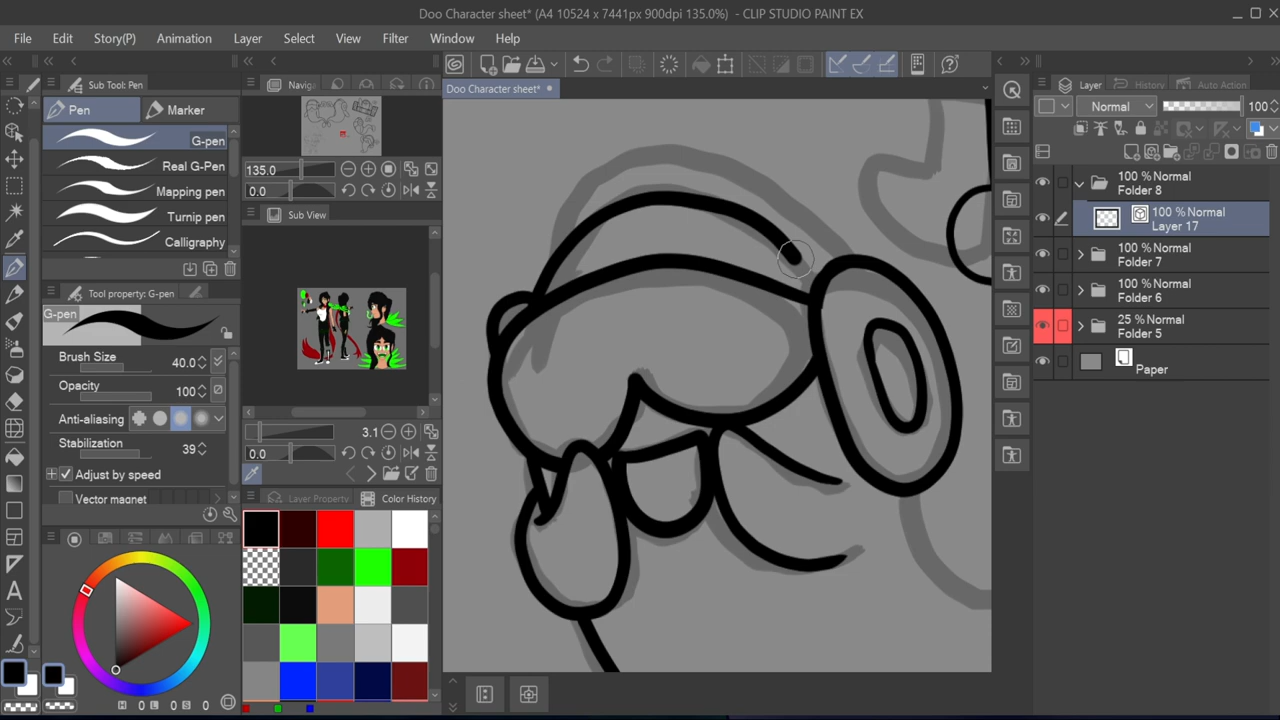 Doo Character sheet* (A4 10524 x 7441px 900dpi 135.0%) - CLIP STUDIO PAINT EX
File Edit Story(P) Animation Layer Select View Filter Window Help
Sub Tool: Pen
Pen Marker
G-pen
Real G-Pen
Mapping pen
Turnip pen
Calligraphy
Tool property: G-pen
G-pen
Brush Size 40.0
Opacity 100
Anti-aliasing
Stabilization 39
Adjust by speed
Vector magnet
H 0 L 0 S 0
Navig
135.0
0.0
Sub View
3.1
0.0
Layer Property Color History
Doo Character sheet*
Layer History Auto Action
Normal 100
100 % Normal
Folder 8
100 % Normal
Layer 17
100 % Normal
Folder 7
100 % Normal
Folder 6
25 % Normal
Folder 5
Paper